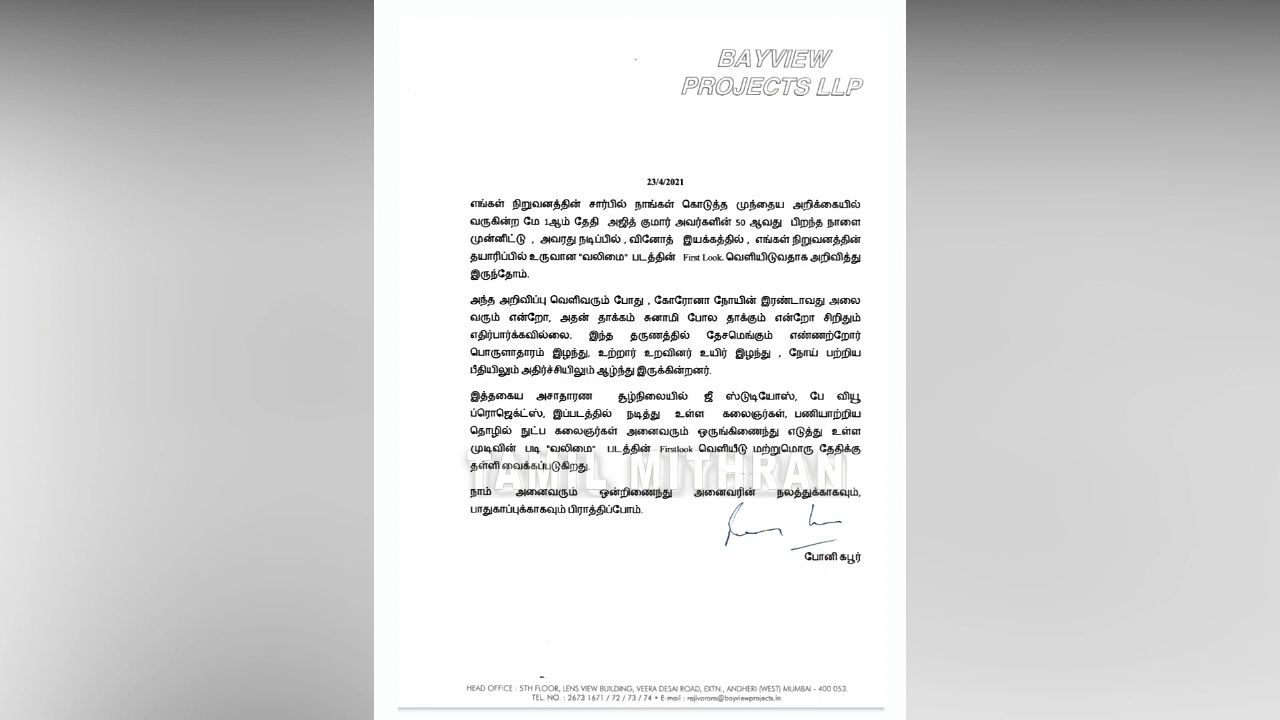 BAYVIEW
PROJECTS LLP
23/4/2021
எங்கள் நிறுவனத்தின் சார்பில் நாங்கள் கொடுத்த முந்தைய அறிக்கையில்
வருகின்ற மே 1ஆம் தேதி அஜித் குமார் அவர்களின் 50 ஆவது பிறந்த நாளை
முன்னிட்டு , அவரது நடிப்பில் , வினோத் இயக்கத்தில் , எங்கள் நிறுவனத்தின்
தயாரிப்பில் உருவான "வலிமை" படத்தின் First Look. வெளியிடுவதாக அறிவித்து
இருந்தோம்.
அந்த அறிவிப்பு வெளிவரும் போது , கோரோனா நோயின் இரண்டாவது அலை
வரும் என்றோ, அதன் தாக்கம் சுனாமி போல தாக்கும் என்றோ சிறிதும்
எதிர்பார்க்கவில்லை. இந்த தருணத்தில் தேசமெங்கும் எண்ணற்றோர்
பொருளாதாரம் இழந்து, உற்றார் உறவினர் உயிர் இழந்து , நோய் பற்றிய
பீதியிலும் அதிர்ச்சியிலும் ஆழ்ந்து இருக்கின்றனர்.
இத்தகைய அசாதாரண சூழ்நிலையில் ஜீ ஸ்டுடியோஸ், பே வியூ
ப்ரொஜெக்ட்ஸ், இப்படத்தில் நடித்து உள்ள கலைஞர்கள், பணியாற்றிய
தொழில் நுட்ப கலைஞர்கள் அனைவரும் ஒருங்கிணைந்து எடுத்து உள்ள
முடிவின் படி "வலிமை" படத்தின் Firstlook வெளியீடு மற்றுமொரு தேதிக்கு
தள்ளி வைக்கப்படுகிறது.
TAMIL MITHRAN
நாம் அனைவரும் ஒன்றிணைந்து அனைவரின் நலத்துக்காகவும்,
பாதுகாப்புக்காகவும் பிராத்திப்போம்.
போனி கபூர்
HEAD OFFICE : 5TH FLOOR, LENS VIEW BUILDING, VEERA DESAI ROAD, EXTN., ANDHERI (WEST) MUMBAI - 400 053.
TEL. NO. : 2673 1671 / 72 / 73 / 74 • E-mail : rajivarora@bayviewprojects.in